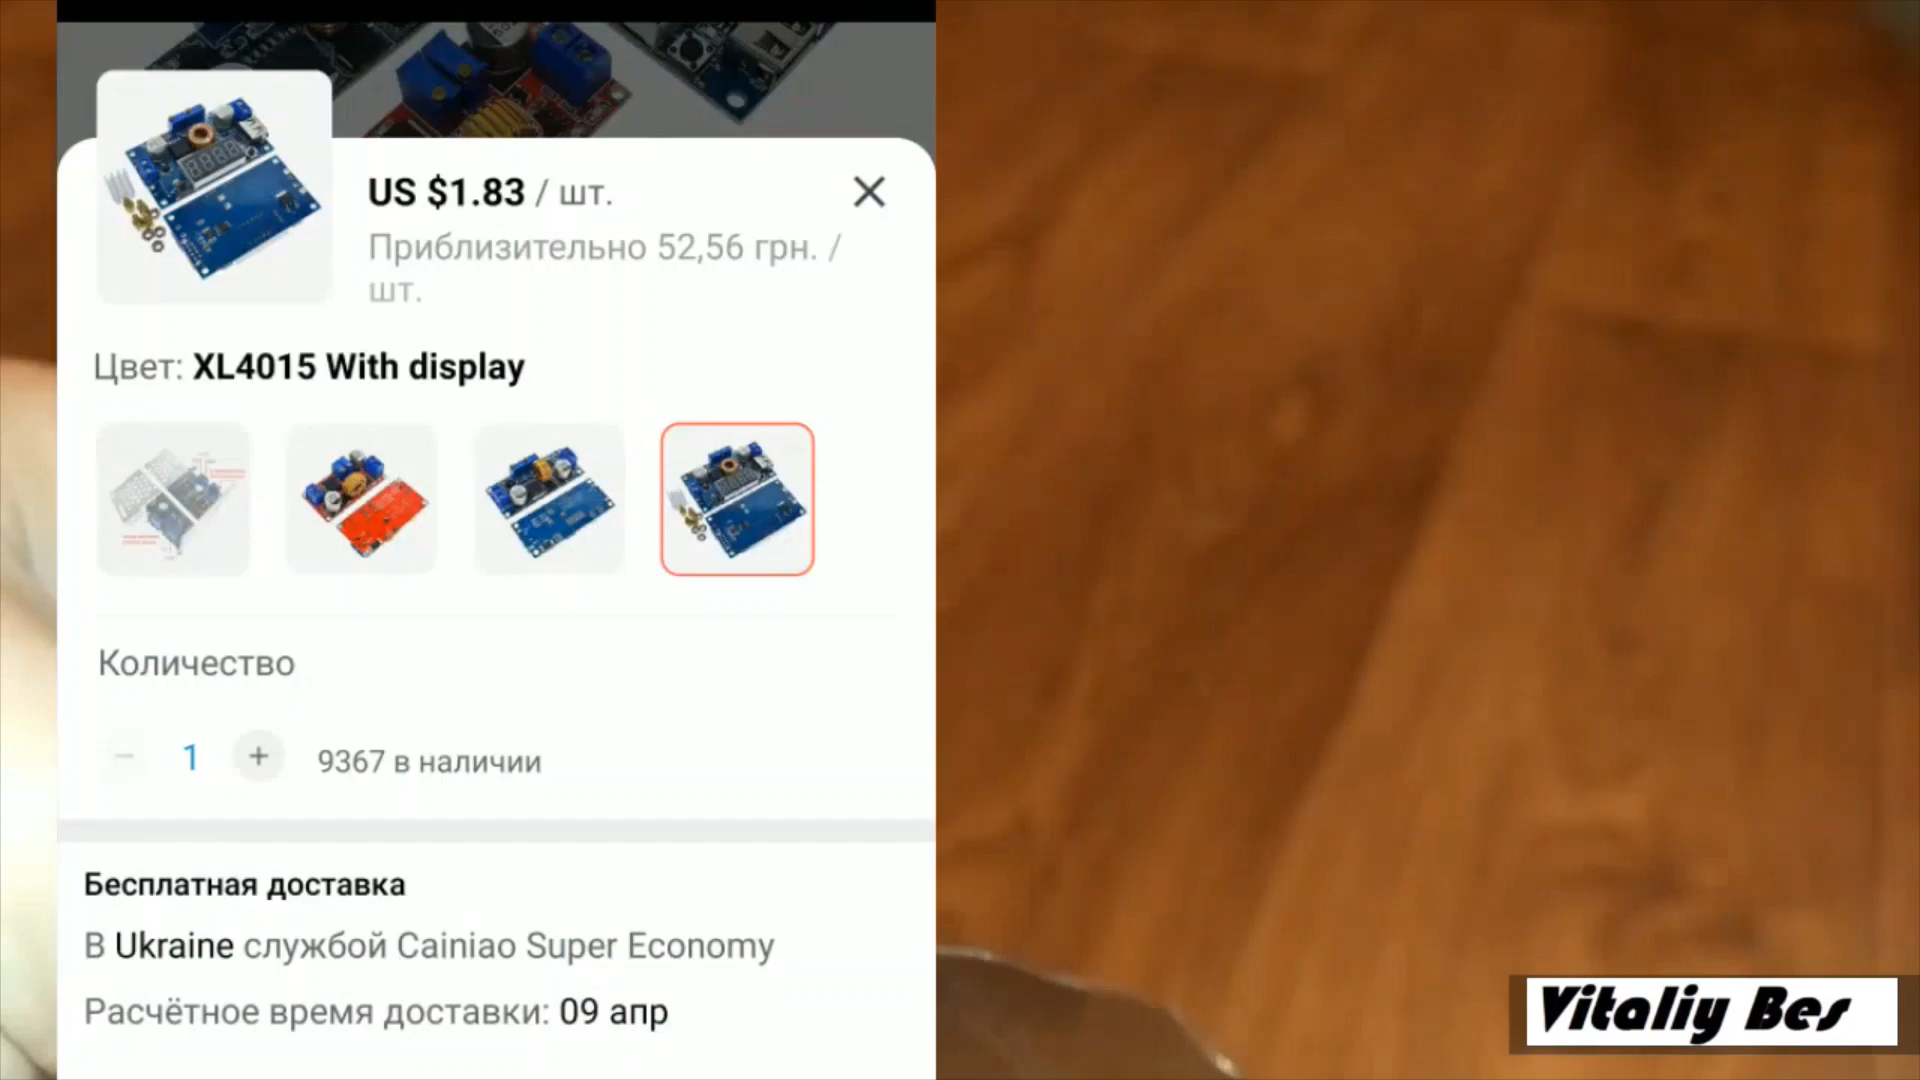 US $1.83 / шт.
Приблизительно 52,56 грн. /
шт.
Цвет: XL4015 With display
Количество
− 1 + 9367 в наличии
Бесплатная доставка
В Ukraine службой Cainiao Super Economy
Расчётное время доставки: 09 апр
Vitaliy Bes